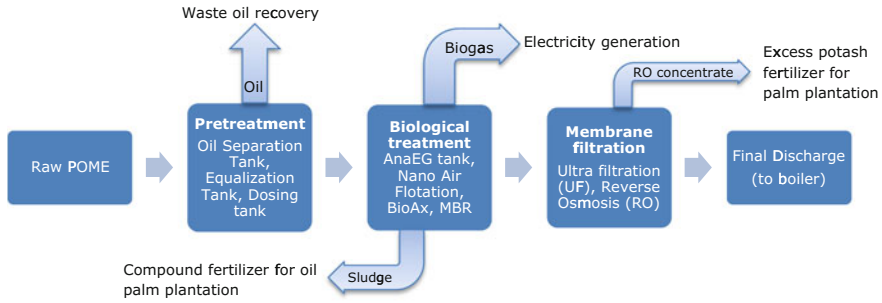 Waste oil recovery
Oil
Biogas
Electricity generation
RO concentrate
Excess potash
fertilizer for
palm plantation
Raw POME
Pretreatment
Oil Separation
Tank,
Equalization
Tank, Dosing
tank
Biological
treatment
AnaEG tank,
Nano Air
Flotation,
BioAx, MBR
Membrane
filtration
Ultra filtration
(UF), Reverse
Osmosis (RO)
Final Discharge
(to boiler)
Sludge
Compound fertilizer for oil
palm plantation